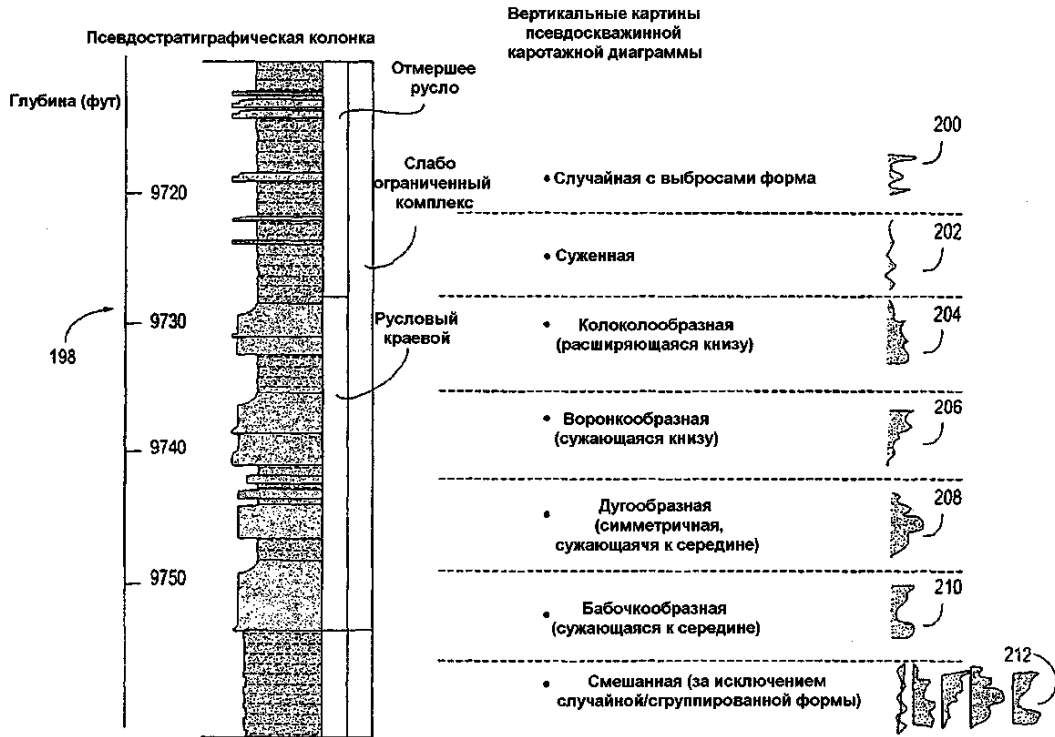 Вертикальные картины
псевдоскважинной
каротажной диаграммы
Псевдостратиграфическая колонка
Глубина (фут)
Отмершее
русло
Слабо
ограниченный
комплекс
Русловый
краевой
9720
9730
9740
9750
198
• Случайная с выбросами форма
200
• Суженная
202
• Колоколообразная
(расширяющаяся книзу)
204
• Воронкообразная
(сужающаяся книзу)
206
• Дугообразная
(симметричная,
сужающаячя к середине)
208
• Бабочкообразная
(сужающаяся к середине)
210
• Смешанная (за исключением
случайной/сгруппированной формы)
212